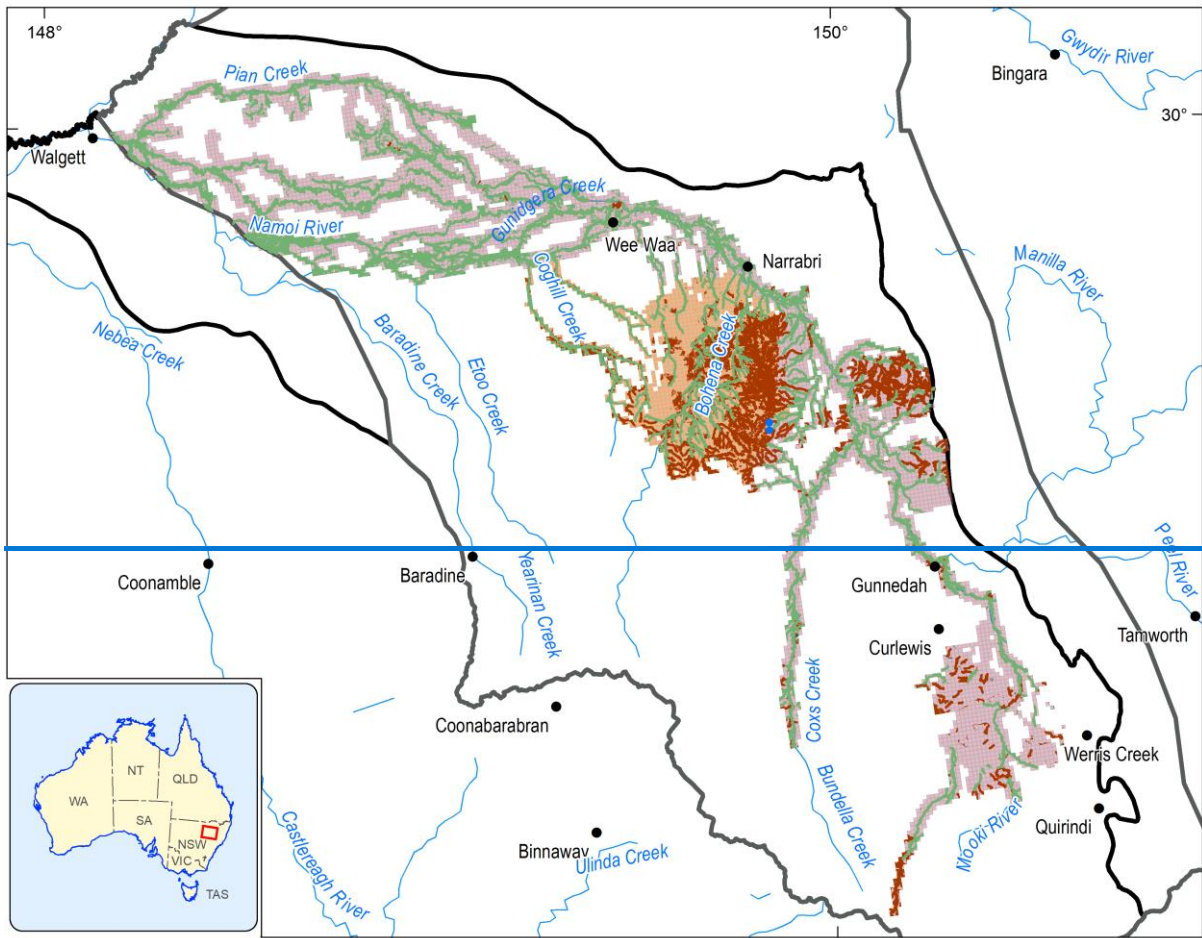 148°
150°
Gwydir River
Bingara
Pian Creek
30°
Walgett
Gunidgera Creek
Namoi River
Wee Waa
Narrabri
Manilla River
Coghill Creek
Nebea Creek
Baradine Creek
Etoo Creek
Bohena Creek
Peel River
Coonamble
Baradine
Yearinan Creek
Gunnedah
Curlewis
Tamworth
Coxs Creek
Coonabarabran
Werris Creek
NT
QLD
WA
SA
NSW
VIC
TAS
Bundella Creek
Mooki River
Quirindi
Castlereagh River
Binnaway
Ulinda Creek